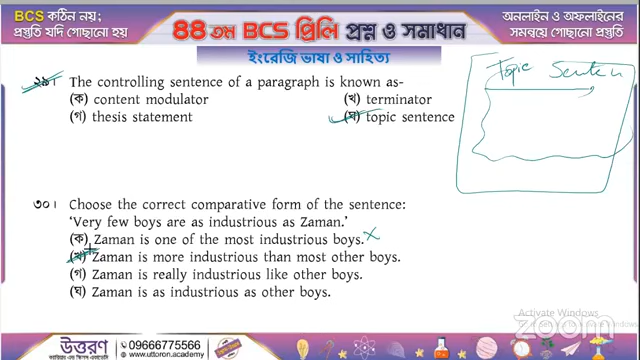 BCS কঠিন নয়;
প্রস্তুতি যদি গোছানো হয়
৪৪ তম BCS প্রিলি প্রশ্ন ও সমাধান
অনলাইন ও অফলাইনের
সমন্বয়ে গোছানো প্রস্তুতি
ইংরেজি ভাষা ও সাহিত্য
২৯। The controlling sentence of a paragraph is known as-
(ক) content modulator (খ) terminator
(গ) thesis statement (ঘ) topic sentence
Topic Senten
৩০। Choose the correct comparative form of the sentence:
'Very few boys are as industrious as Zaman.'
(ক) Zaman is one of the most industrious boys.
(খ) Zaman is more industrious than most other boys.
(গ) Zaman is really industrious like other boys.
(ঘ) Zaman is as industrious as other boys.
Activate Windows
zoom
উত্তরণ
09666775566
www.uttoron.academy